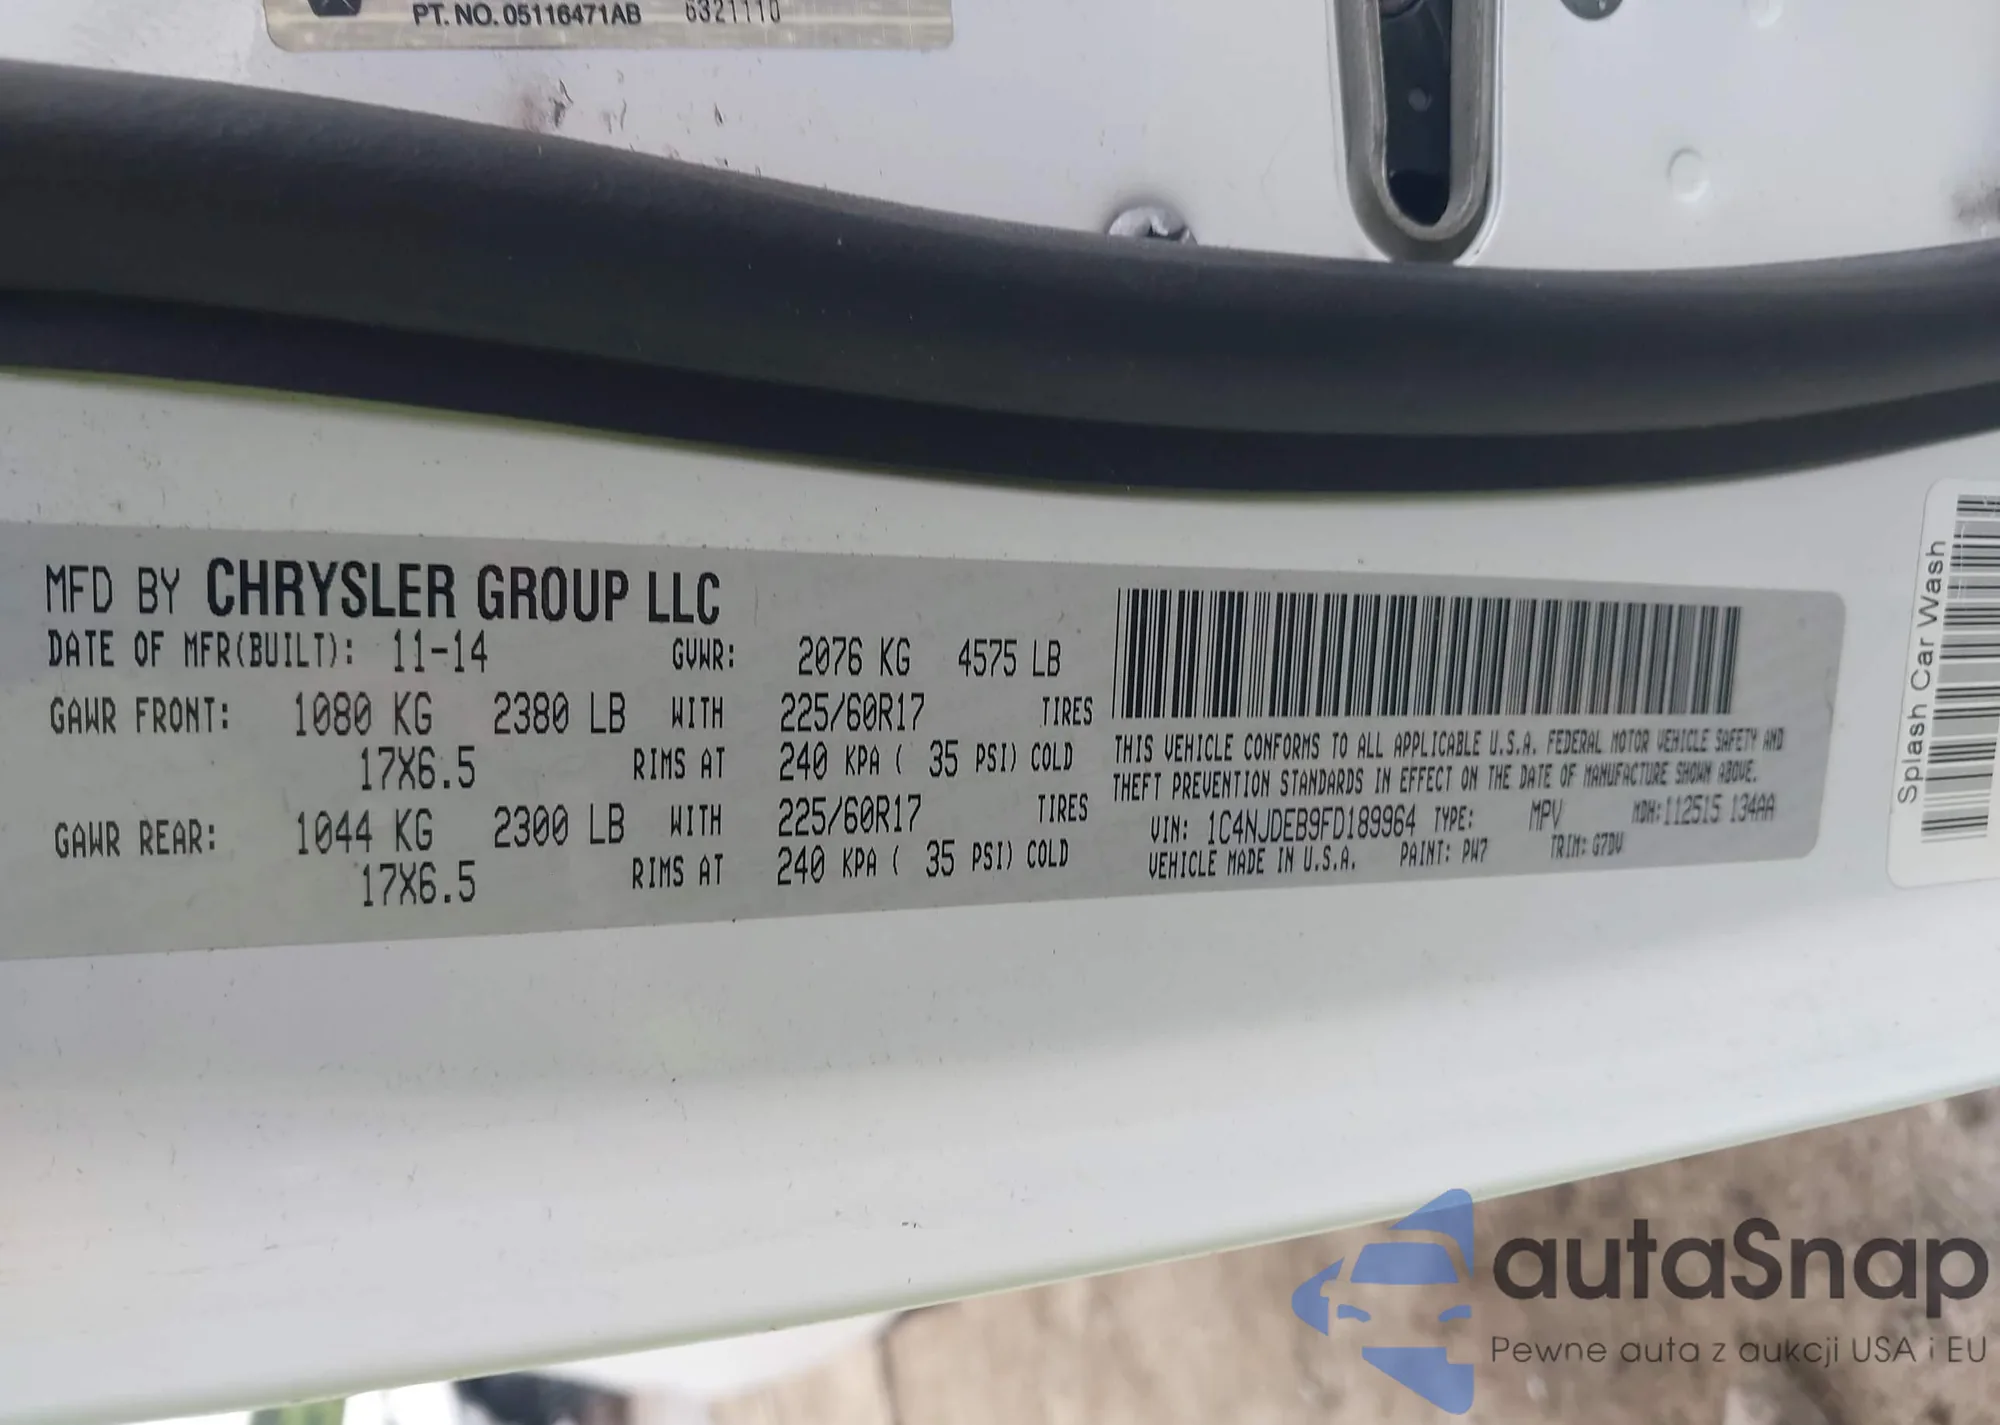 PT. NO. 05116471AB 6321110
MFD BY CHRYSLER GROUP LLC
DATE OF MFR(BUILT): 11-14 GVWR: 2076 KG 4575 LB
GAWR FRONT: 1080 KG 2380 LB WITH 225/60R17 TIRES
17X6.5 RIMS AT 240 KPA ( 35 PSI) COLD
GAWR REAR: 1044 KG 2300 LB WITH 225/60R17 TIRES
17X6.5 RIMS AT 240 KPA ( 35 PSI) COLD
THIS VEHICLE CONFORMS TO ALL APPLICABLE U.S.A. FEDERAL MOTOR VEHICLE SAFETY AND
THEFT PREVENTION STANDARDS IN EFFECT ON THE DATE OF MANUFACTURE SHOWN ABOVE.
VIN: 1C4NJDEB9FD189964 TYPE: MPV MDH:112515 134AA
VEHICLE MADE IN U.S.A. PAINT: PW7 TRIM: G7DV
Splash Car Wash
autaSnap
Pewne auta z aukcji USA i EU